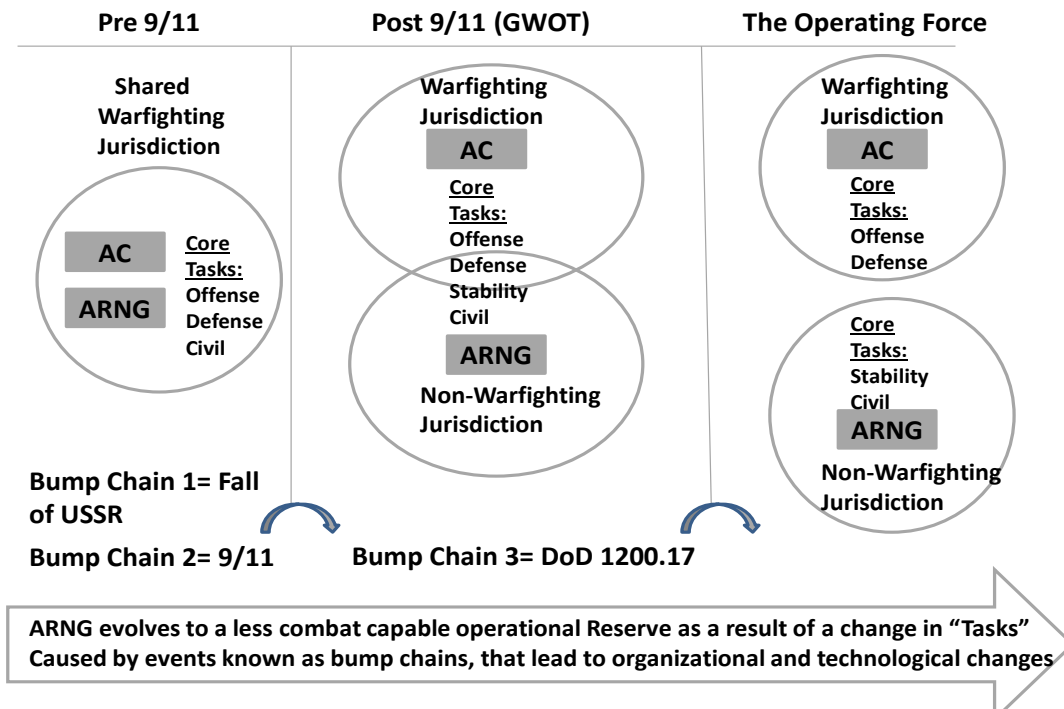 Pre 9/11
Post 9/11 (GWOT)
The Operating Force
Shared
Warfighting
Jurisdiction
AC
ARNG
Core
Tasks:
Offense
Defense
Civil
Bump Chain 1= Fall
of USSR
Bump Chain 2= 9/11
Warfighting
Jurisdiction
AC
Core
Tasks:
Offense
Defense
Stability
Civil
ARNG
Non-Warfighting
Jurisdiction
Bump Chain 3= DoD 1200.17
Warfighting
Jurisdiction
AC
Core
Tasks:
Offense
Defense
Core
Tasks:
Stability
Civil
ARNG
Non-Warfighting
Jurisdiction
ARNG evolves to a less combat capable operational Reserve as a result of a change in “Tasks”
Caused by events known as bump chains, that lead to organizational and technological changes